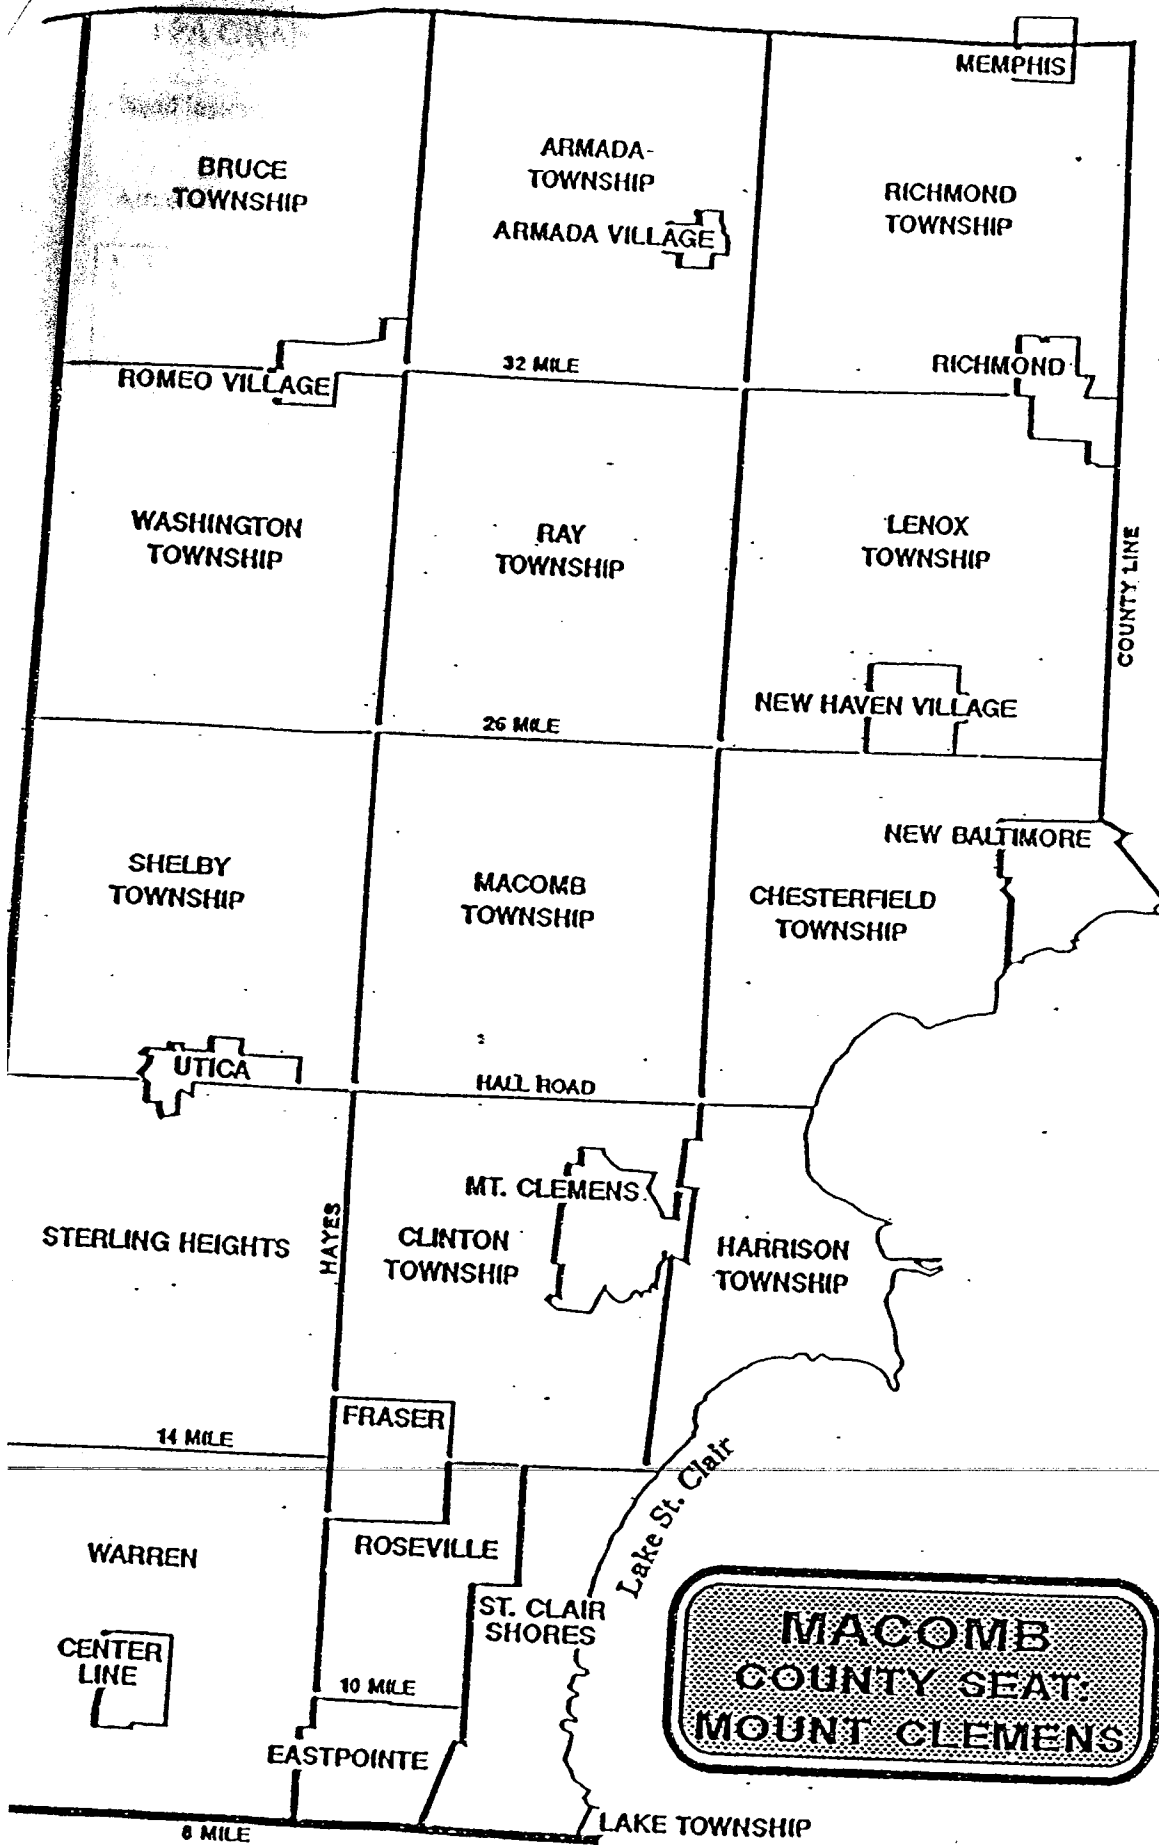 MEMPHIS
BRUCE
TOWNSHIP
ARMADA-
TOWNSHIP
ARMADA VILLAGE
RICHMOND
TOWNSHIP
ROMEO VILLAGE
32 MILE
RICHMOND
WASHINGTON
TOWNSHIP
RAY
TOWNSHIP
LENOX
TOWNSHIP
COUNTY LINE
NEW HAVEN VILLAGE
26 MILE
NEW BALTIMORE
SHELBY
TOWNSHIP
MACOMB
TOWNSHIP
CHESTERFIELD
TOWNSHIP
UTICA
HALL ROAD
MT. CLEMENS
STERLING HEIGHTS
HAYES
CLINTON
TOWNSHIP
HARRISON
TOWNSHIP
FRASER
14 MILE
Lake St. Clair
WARREN
ROSEVILLE
ST. CLAIR
SHORES
CENTER
LINE
10 MILE
EASTPOINTE
MACOMB
COUNTY SEAT:
MOUNT CLEMENS
LAKE TOWNSHIP
8 MILE